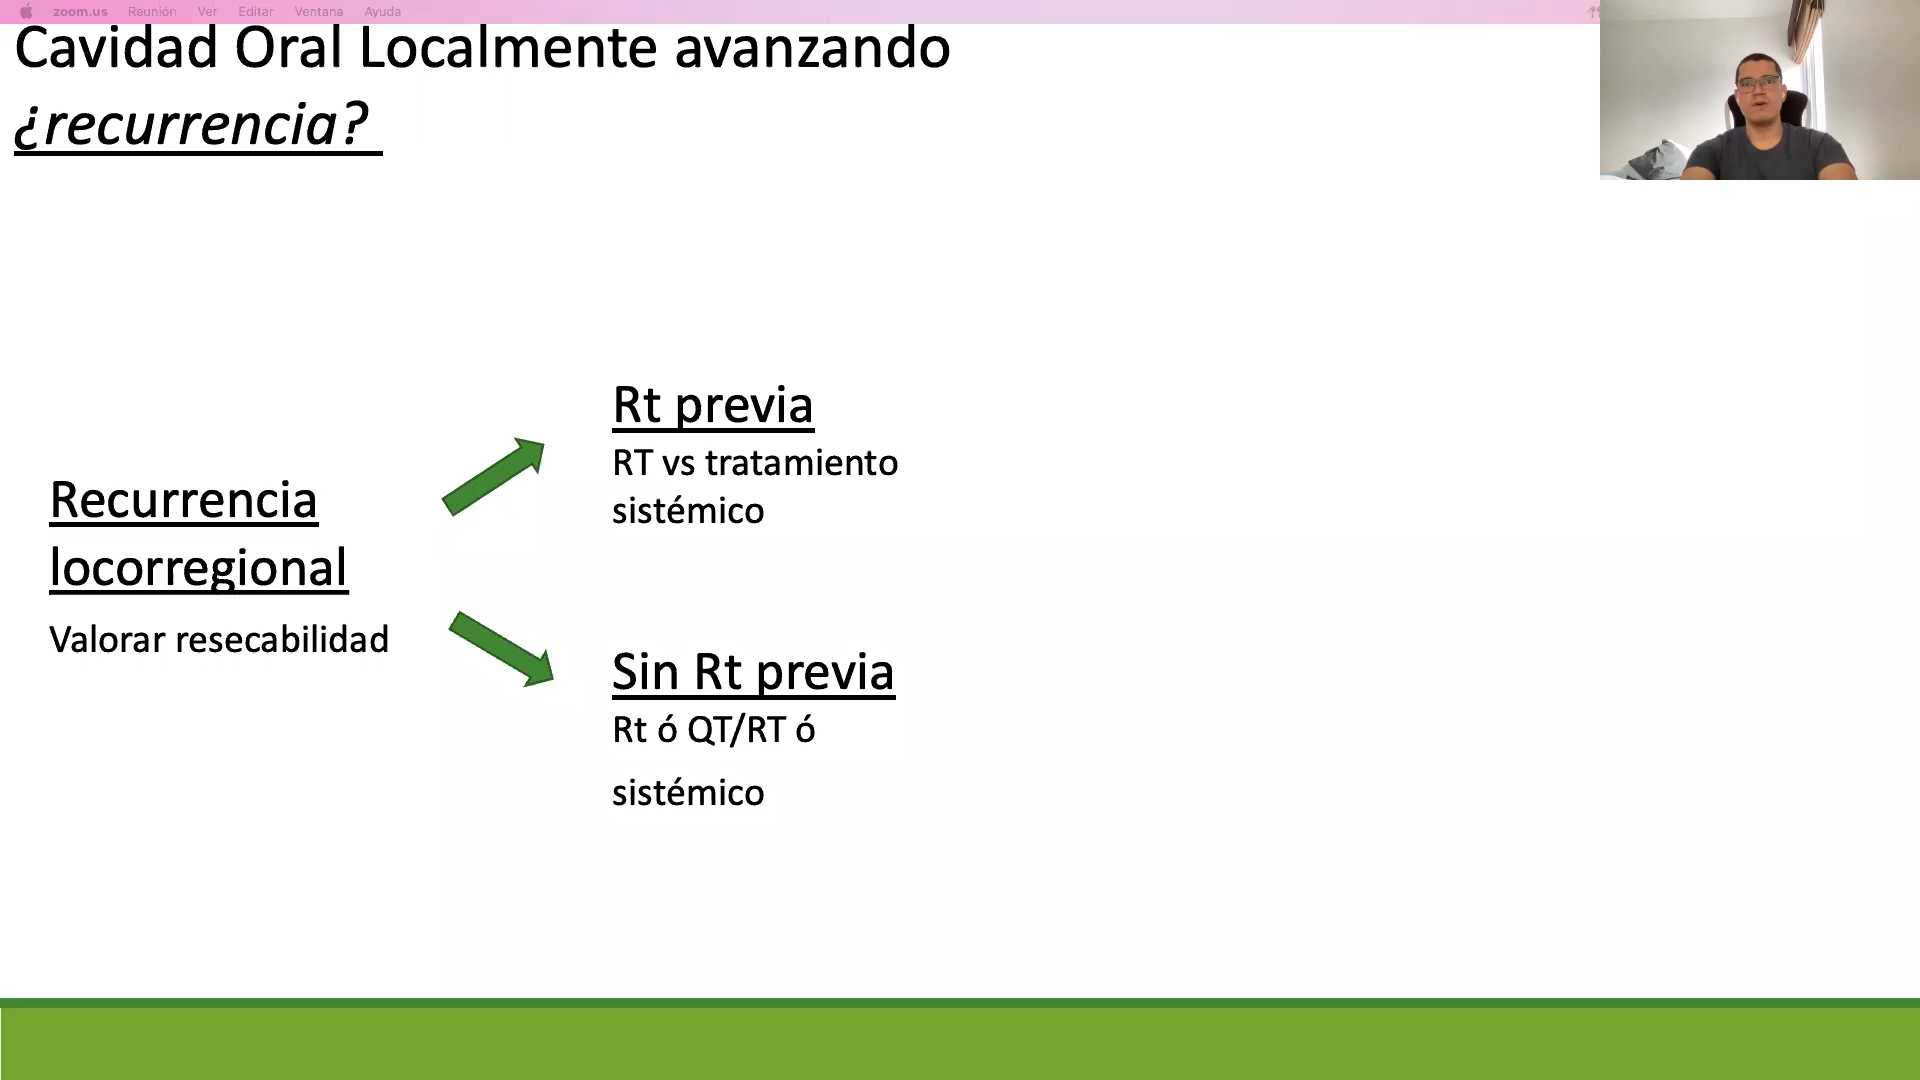 zoom.us Reunión Ver Editar Ventana Ayuda
Cavidad Oral Localmente avanzando
¿recurrencia?
Rt previa
RT vs tratamiento
sistémico
Recurrencia
locorregional
Valorar resecabilidad
Sin Rt previa
Rt ó QT/RT ó
sistémico